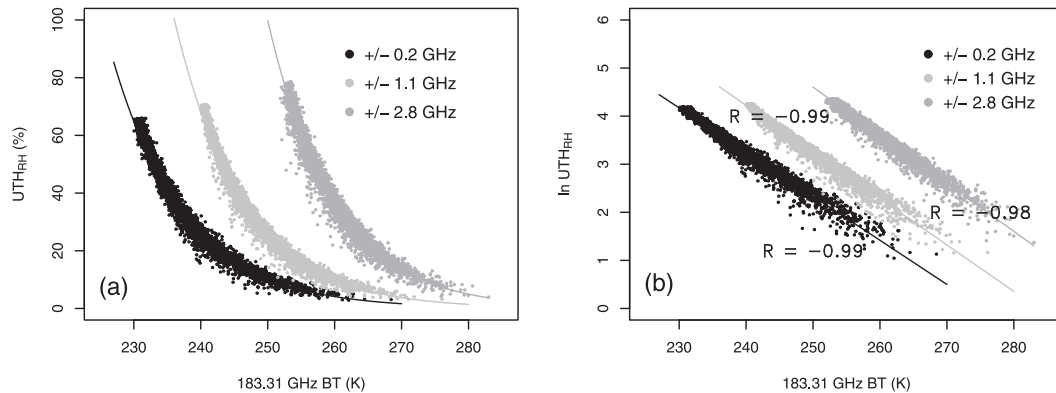 UTH_RH (%)
0 20 40 60 80 100
+/− 0.2 GHz
+/− 1.1 GHz
+/− 2.8 GHz
(a)
230 240 250 260 270 280
183.31 GHz BT (K)
ln UTH_RH
0 1 2 3 4 5 6
+/− 0.2 GHz
+/− 1.1 GHz
+/− 2.8 GHz
R = −0.99
R = −0.98
R = −0.99
(b)
230 240 250 260 270 280
183.31 GHz BT (K)